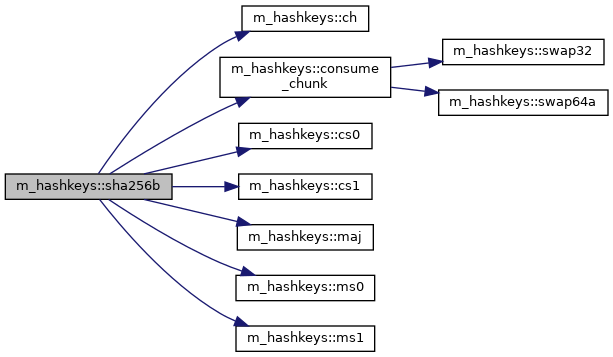 m_hashkeys::ch
m_hashkeys::swap32
m_hashkeys::consume
_chunk
m_hashkeys::swap64a
m_hashkeys::cs0
m_hashkeys::sha256b
m_hashkeys::cs1
m_hashkeys::maj
m_hashkeys::ms0
m_hashkeys::ms1